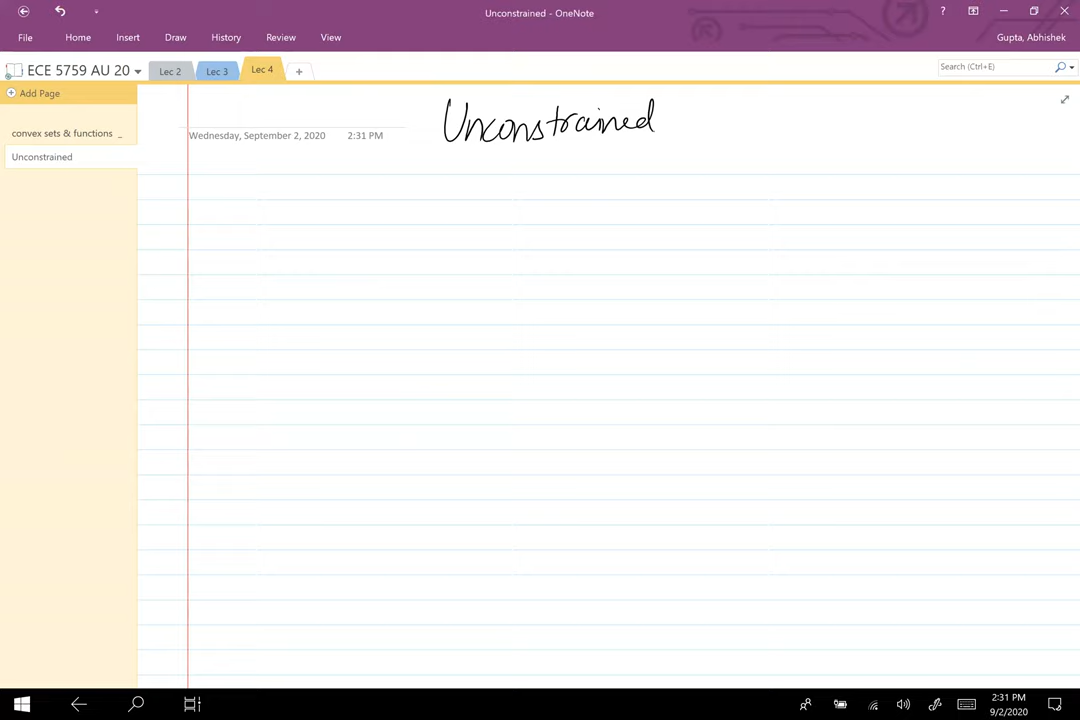 Unconstrained - OneNote
?
File Home Insert Draw History Review View
Gupta, Abhishek
ECE 5759 AU 20
Lec 2
Lec 3
Lec 4
+
Search (Ctrl+E)
Add Page
convex sets & functions _
Unconstrained
Unconstrained
Wednesday, September 2, 2020 2:31 PM
2:31 PM
9/2/2020